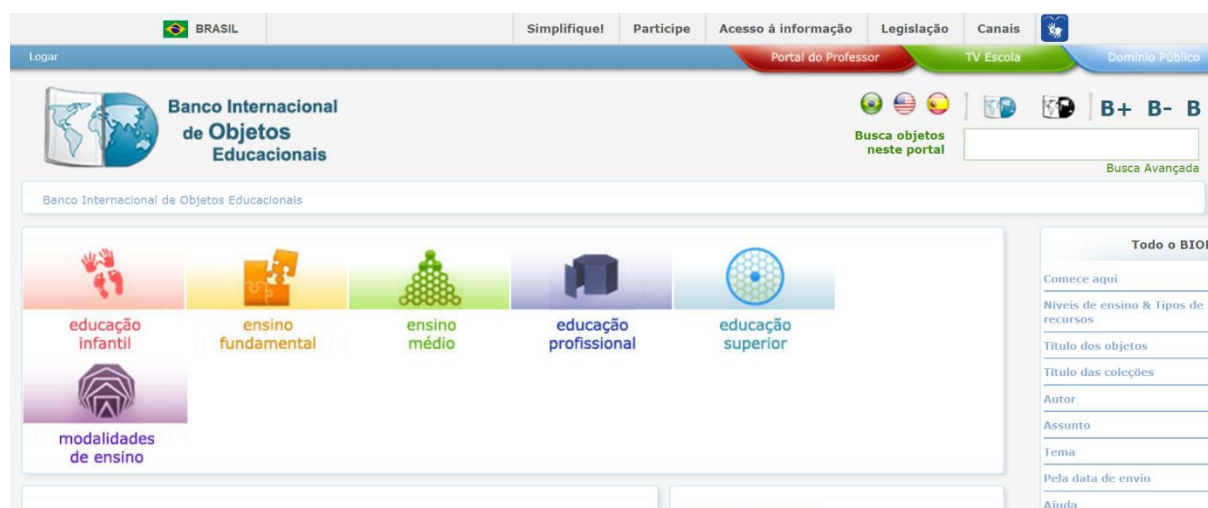 BRASIL Simplifique! Participe Acesso à informação Legislação Canais
Logar Portal do Professor TV Escola Domínio Público
Banco Internacional
de Objetos
Educacionais
B+ B- B
Busca objetos
neste portal
Busca Avançada
Banco Internacional de Objetos Educacionais
educação
infantil
ensino
fundamental
ensino
médio
educação
profissional
educação
superior
modalidades
de ensino
Todo o BIO
Comece aqui
Níveis de ensino & Tipos de
recursos
Título dos objetos
Título das coleções
Autor
Assunto
Tema
Pela data de envio
Ajuda